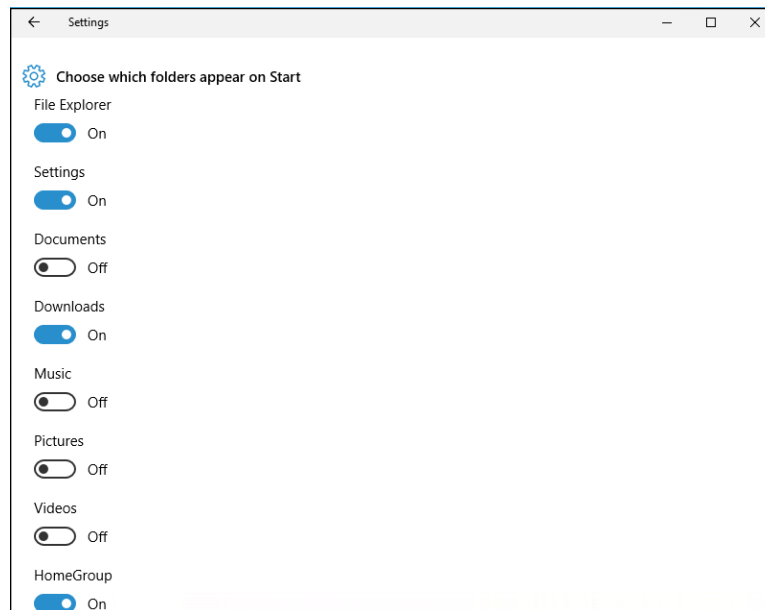 Settings
Choose which folders appear on Start
File Explorer
On
Settings
On
Documents
Off
Downloads
On
Music
Off
Pictures
Off
Videos
Off
HomeGroup
On